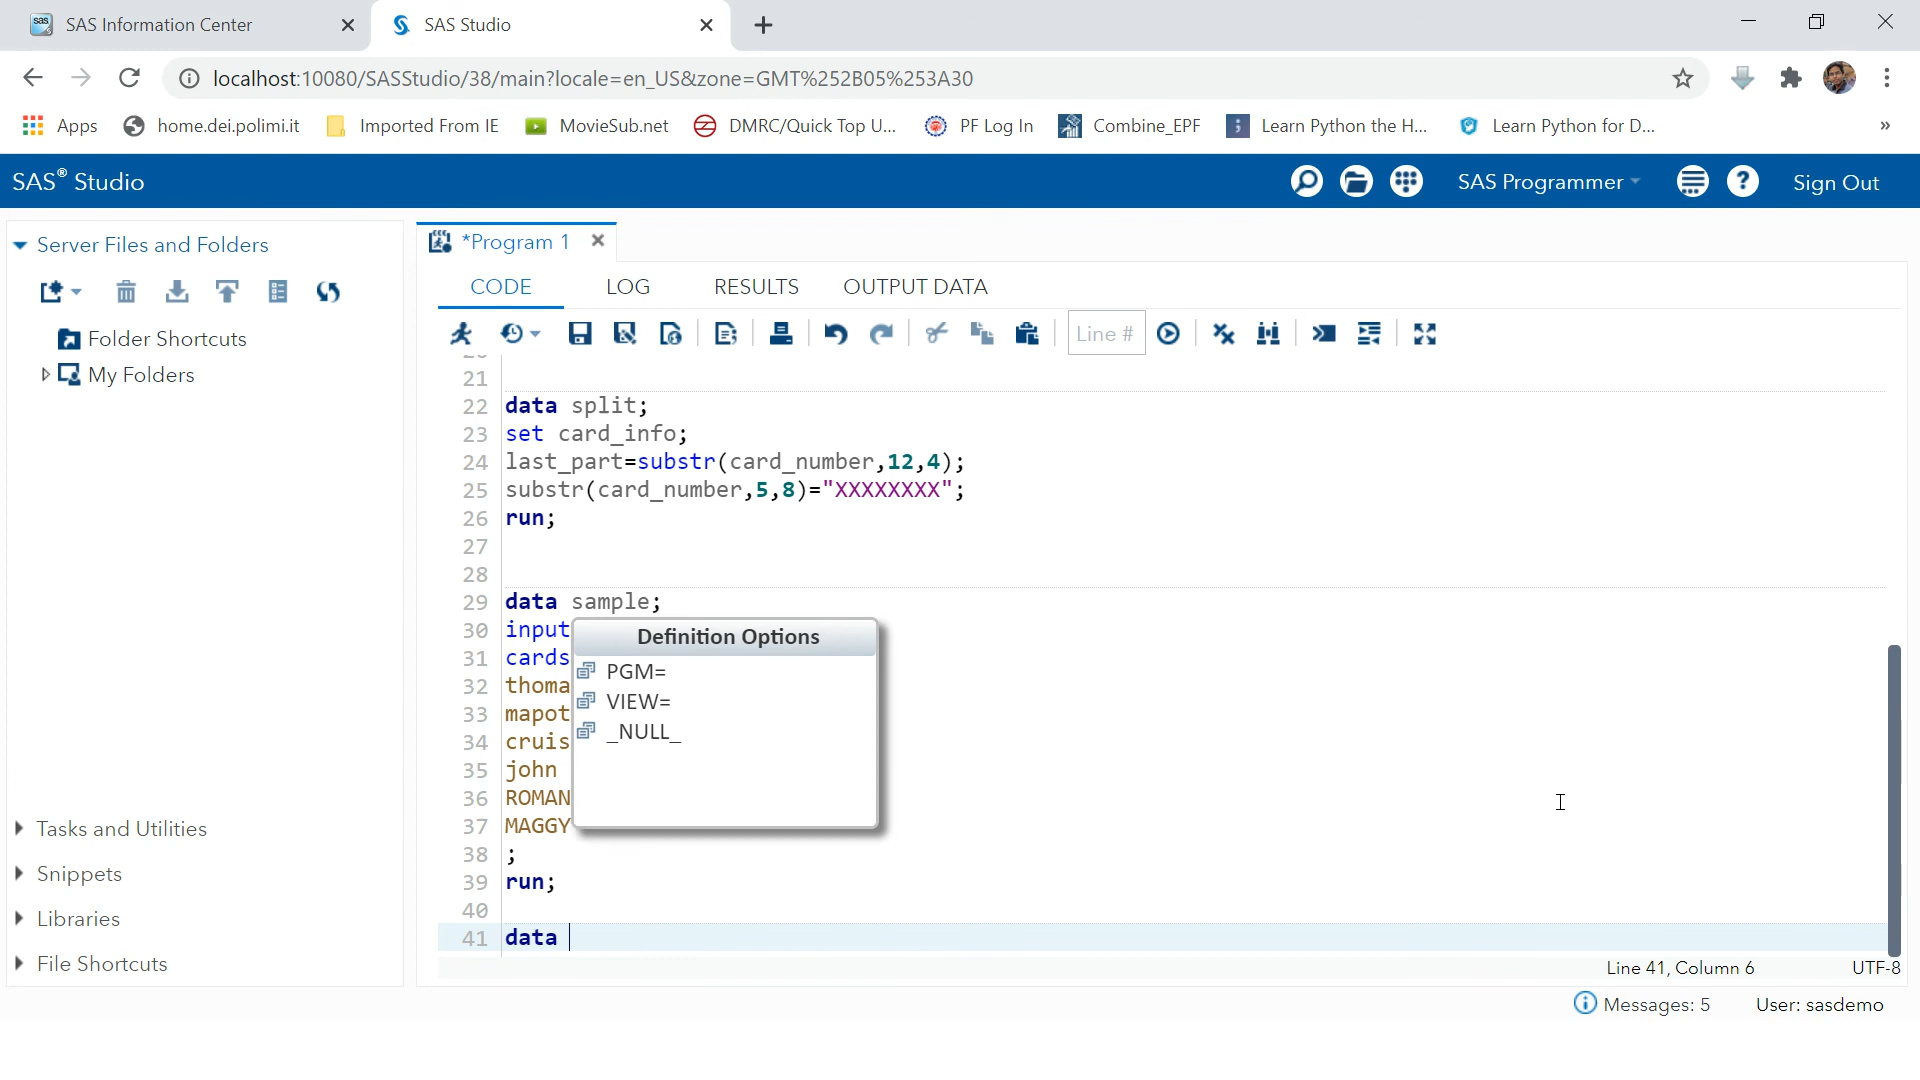 SAS Information Center
SAS Studio
localhost:10080/SASStudio/38/main?locale=en_US&zone=GMT%252B05%253A30
Apps home.dei.polimi.it Imported From IE MovieSub.net DMRC/Quick Top U... PF Log In Combine_EPF Learn Python the H... Learn Python for D... »
SAS® Studio
SAS Programmer
Sign Out
Server Files and Folders
Folder Shortcuts
My Folders
Tasks and Utilities
Snippets
Libraries
File Shortcuts
*Program 1
CODE LOG RESULTS OUTPUT DATA
Line #
21
22 data split;
23 set card_info;
24 last_part=substr(card_number,12,4);
25 substr(card_number,5,8)="XXXXXXXX";
26 run;
27
28
29 data sample;
30 input
31 cards
32 thoma
33 mapot
34 cruis
35 john
36 ROMAN
37 MAGGY
38 ;
39 run;
40
41 data
Definition Options
PGM=
VIEW=
_NULL_
Line 41, Column 6 UTF-8
Messages: 5 User: sasdemo